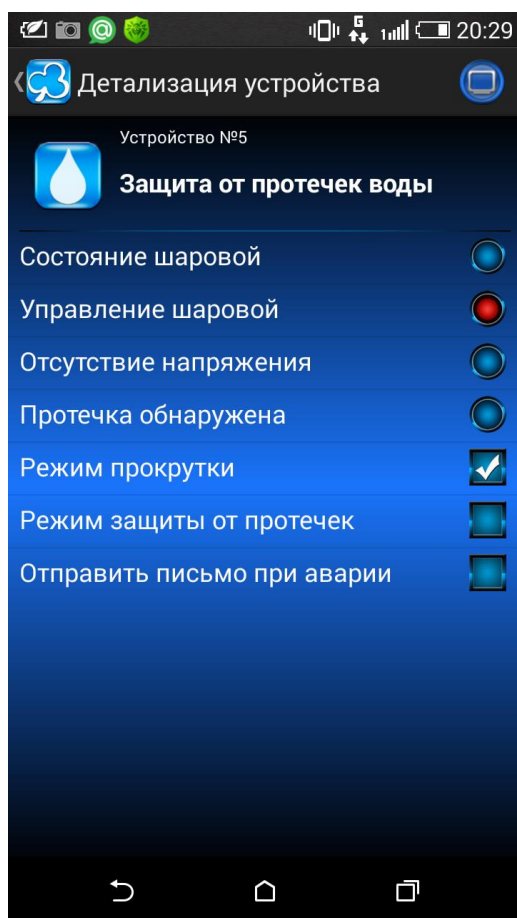 G
20:29
Детализация устройства
Устройство №5
Защита от протечек воды
Состояние шаровой
Управление шаровой
Отсутствие напряжения
Протечка обнаружена
Режим прокрутки
Режим защиты от протечек
Отправить письмо при аварии